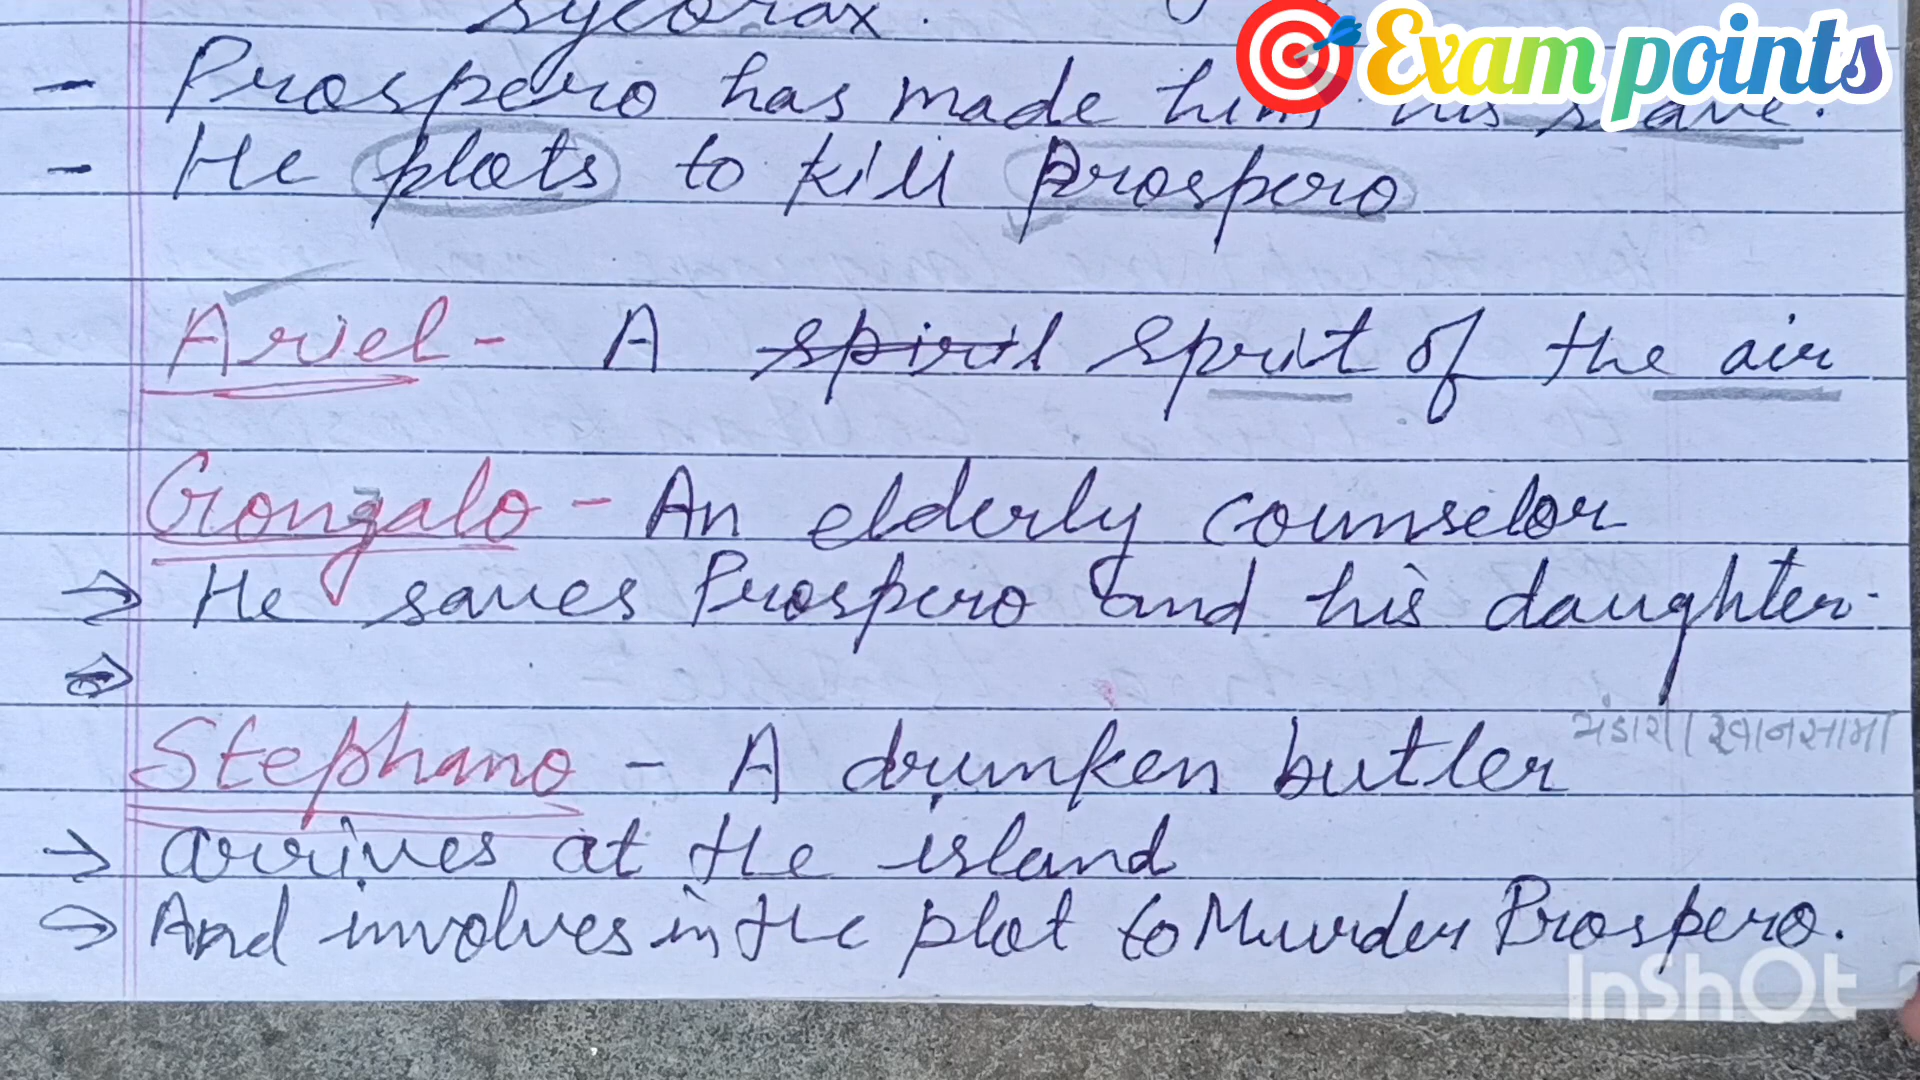 sycorax.
Exam points
- Prospero has made him his slave.
- He plots to kill Prospero
Ariel - A spirit sprit of the air
Gonzalo - An elderly counselor
→ He saves Prospero and his daughter.
Stephano - A drunken butler भंडारी / खानसामा
→ arrives at the island
→ And involves in the plot to Murder Prospero.
InShOt